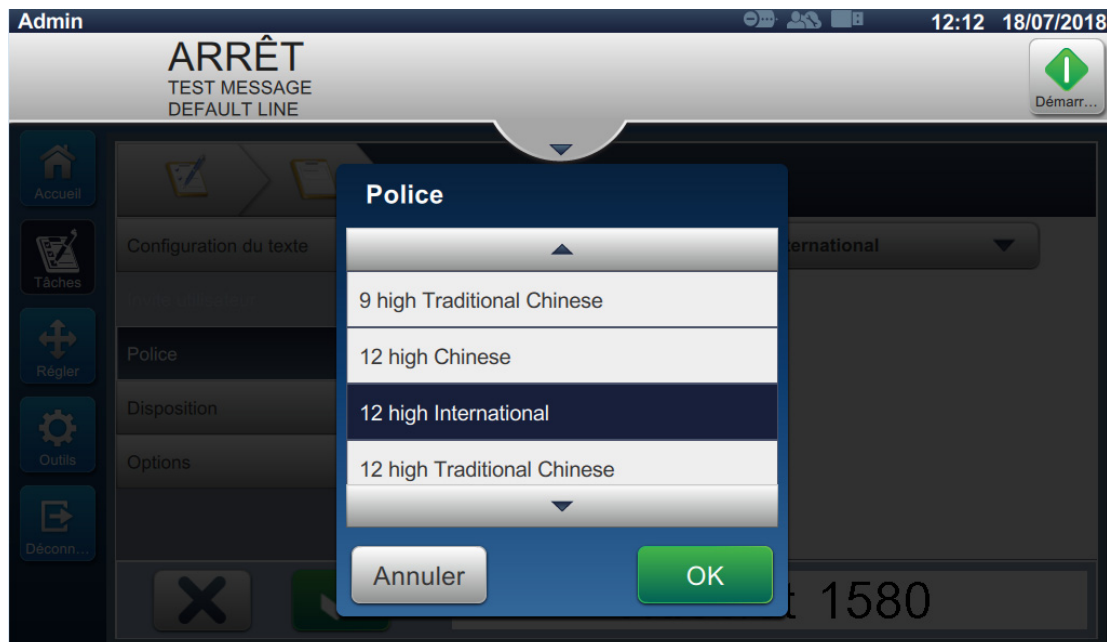 Admin
12:12 18/07/2018
ARRÊT
TEST MESSAGE
DEFAULT LINE
Démarr...
Accueil
Tâches
Régler
Outils
Déconn...
Configuration du texte
Police
Disposition
Options
Police
9 high Traditional Chinese
12 high Chinese
12 high International
12 high Traditional Chinese
Annuler
OK
1580